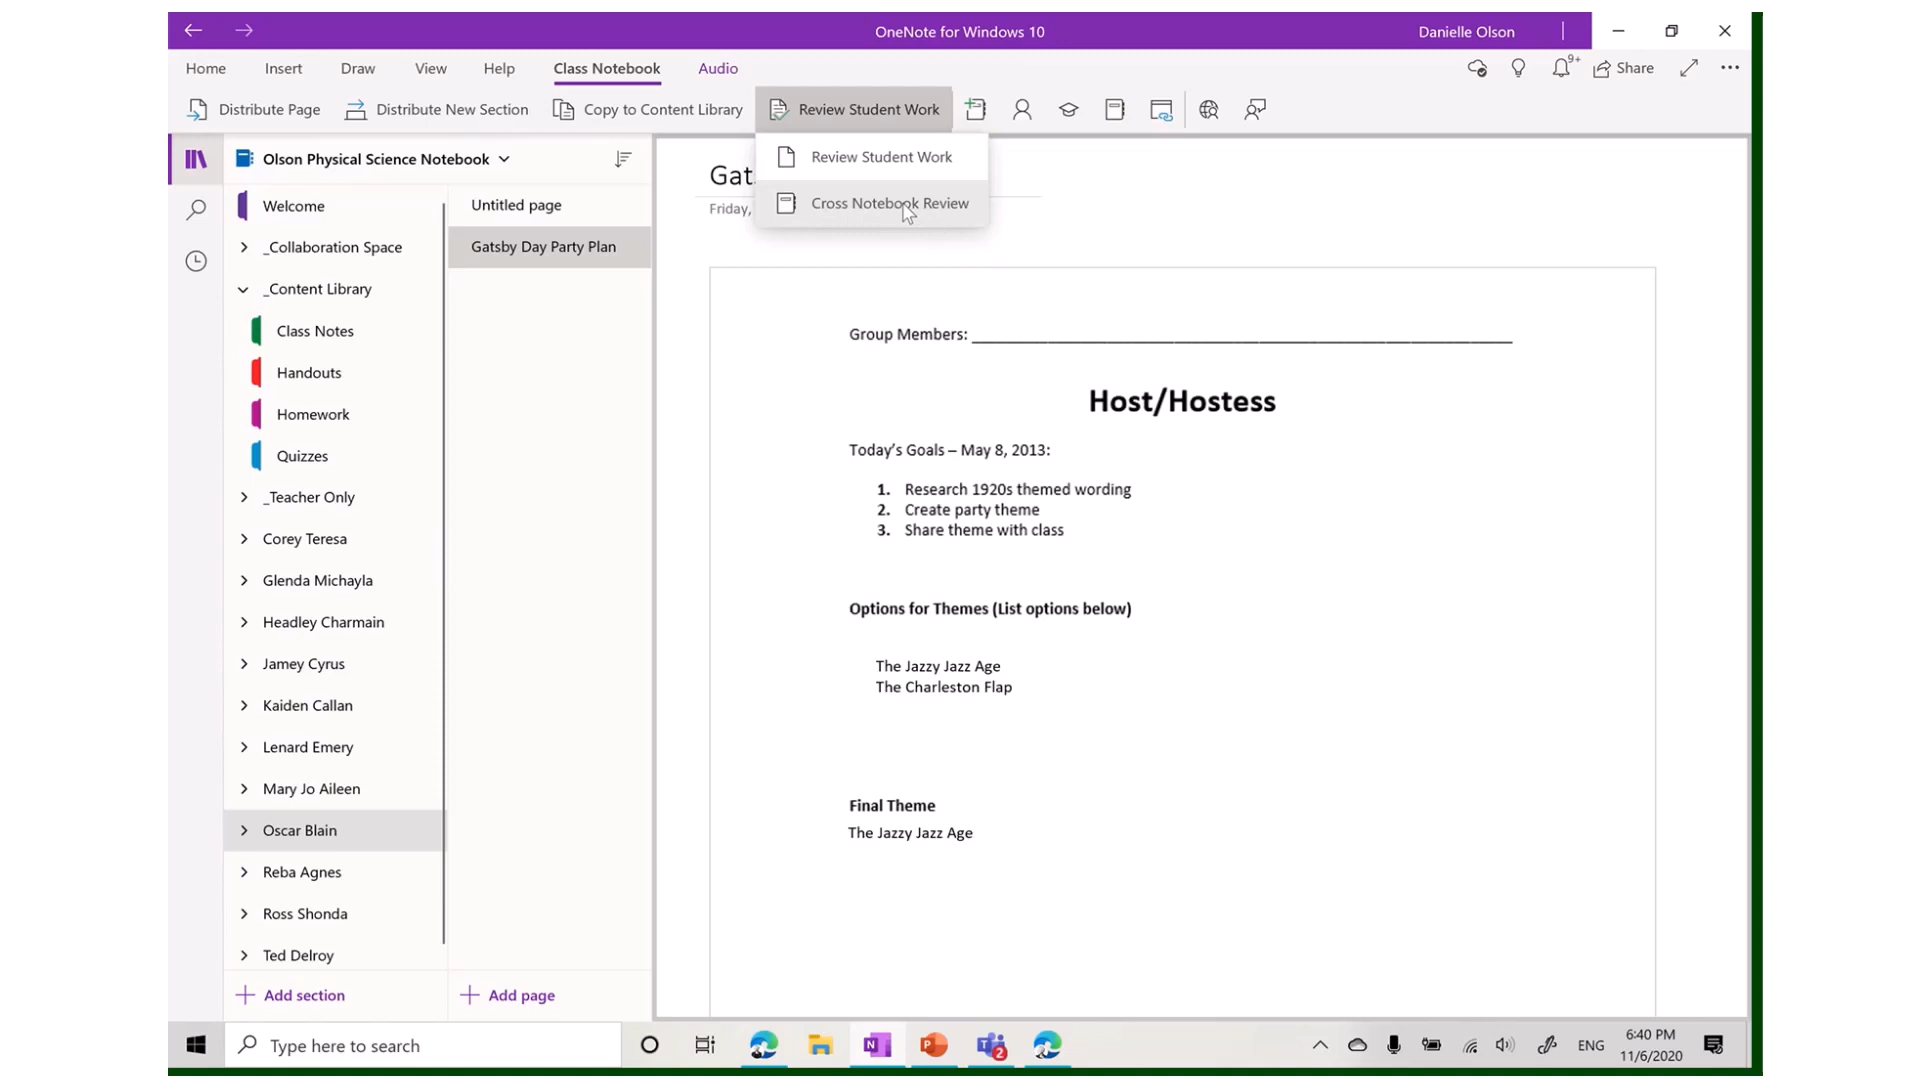 OneNote for Windows 10
Danielle Olson
Home
Insert
Draw
View
Help
Class Notebook
Audio
9+
Share
Distribute Page
Distribute New Section
Copy to Content Library
Review Student Work
Review Student Work
Cross Notebook Review
Olson Physical Science Notebook
Welcome
_Collaboration Space
_Content Library
Class Notes
Handouts
Homework
Quizzes
_Teacher Only
Corey Teresa
Glenda Michayla
Headley Charmain
Jamey Cyrus
Kaiden Callan
Lenard Emery
Mary Jo Aileen
Oscar Blain
Reba Agnes
Ross Shonda
Ted Delroy
Add section
Untitled page
Gatsby Day Party Plan
Add page
Gat
Friday,
Group Members: ____________________
Host/Hostess
Today's Goals – May 8, 2013:
1. Research 1920s themed wording
2. Create party theme
3. Share theme with class
Options for Themes (List options below)
The Jazzy Jazz Age
The Charleston Flap
Final Theme
The Jazzy Jazz Age
Type here to search
N
P
T
2
ENG
6:40 PM
11/6/2020